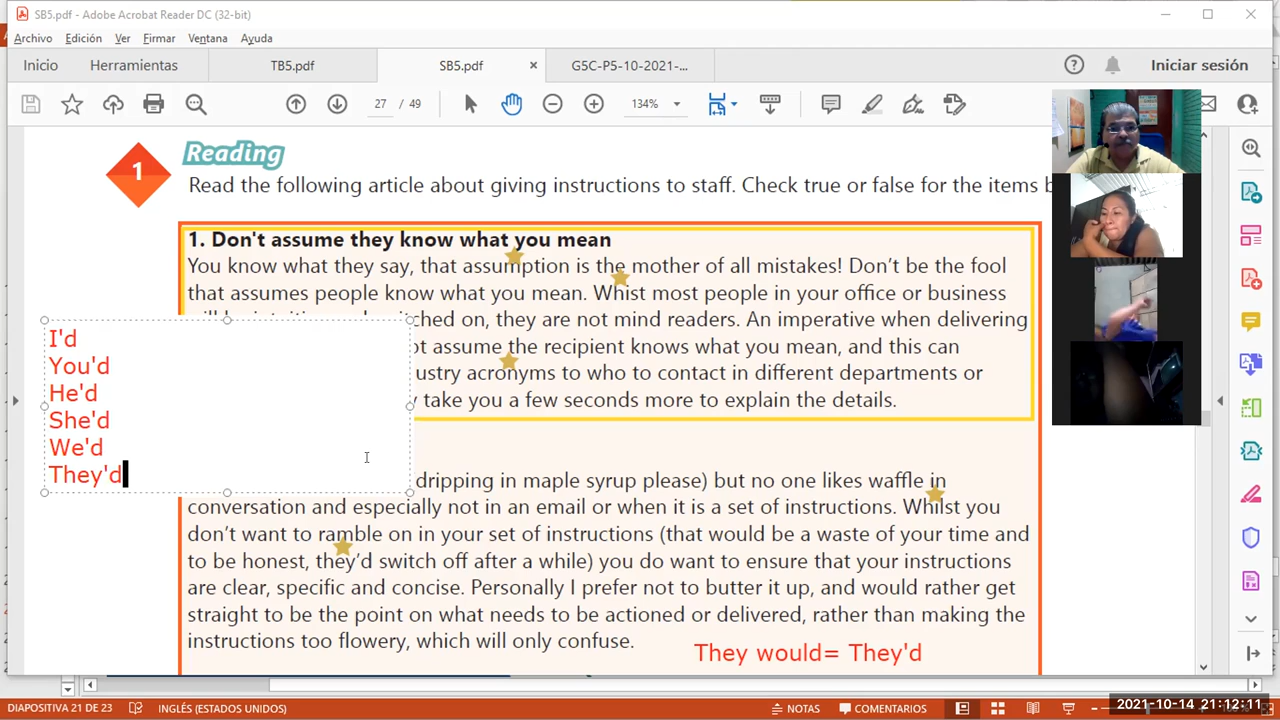 SB5.pdf - Adobe Acrobat Reader DC (32-bit)
Archivo Edición Ver Firmar Ventana Ayuda
Inicio Herramientas TB5.pdf SB5.pdf × G5C-P5-10-2021-... Iniciar sesión
27 / 49 134%
1
Reading
Read the following article about giving instructions to staff. Check true or false for the items
1. Don't assume they know what you mean
You know what they say, that assumption is the mother of all mistakes! Don't be the fool
that assumes people know what you mean. Whilst most people in your office or business
on, they are not mind readers. An imperative when delivering
I'd
assume the recipient knows what you mean, and this can
You'd
acronyms to who to contact in different departments or
He'd
take you a few seconds more to explain the details.
She'd
We'd
They'd
dripping in maple syrup please) but no one likes waffle in
conversation and especially not in an email or when it is a set of instructions. Whilst you
don't want to ramble on in your set of instructions (that would be a waste of your time and
to be honest, they'd switch off after a while) you do want to ensure that your instructions
are clear, specific and concise. Personally I prefer not to butter it up, and would rather get
straight to be the point on what needs to be actioned or delivered, rather than making the
instructions too flowery, which will only confuse.
They would= They'd
DIAPOSITIVA 21 DE 23 INGLÉS (ESTADOS UNIDOS) NOTAS COMENTARIOS
2021-10-14 21:12:11